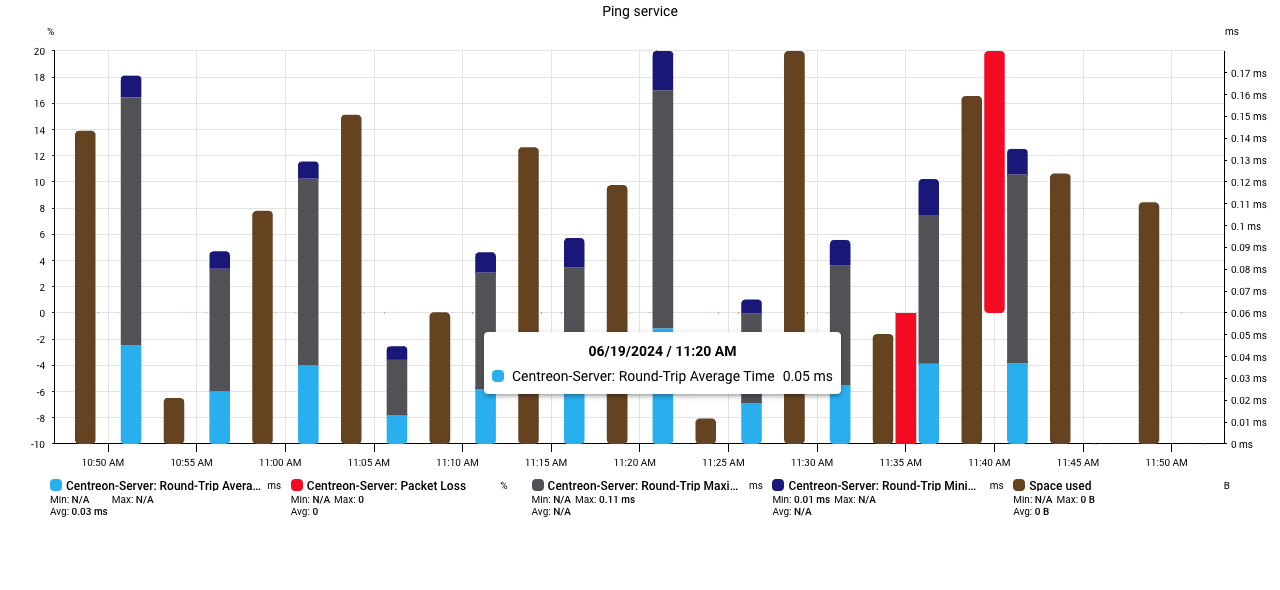 Ping service
% ms
20
18
16
14
12
10
8
6
4
2
0
-2
-4
-6
-8
-10
0.17 ms
0.16 ms
0.15 ms
0.14 ms
0.13 ms
0.12 ms
0.11 ms
0.1 ms
0.09 ms
0.08 ms
0.07 ms
0.06 ms
0.05 ms
0.04 ms
0.03 ms
0.02 ms
0.01 ms
0 ms
06/19/2024 / 11:20 AM
Centreon-Server: Round-Trip Average Time 0.05 ms
10:50 AM 10:55 AM 11:00 AM 11:05 AM 11:10 AM 11:15 AM 11:20 AM 11:25 AM 11:30 AM 11:35 AM 11:40 AM 11:45 AM 11:50 AM
Centreon-Server: Round-Trip Avera... ms
Min: N/A Max: N/A
Avg: 0.03 ms
Centreon-Server: Packet Loss %
Min: N/A Max: 0
Avg: 0
Centreon-Server: Round-Trip Maxi... ms
Min: N/A Max: 0.11 ms
Avg: N/A
Centreon-Server: Round-Trip Mini... ms
Min: 0.01 ms Max: N/A
Avg: N/A
Space used B
Min: N/A Max: 0 B
Avg: 0 B